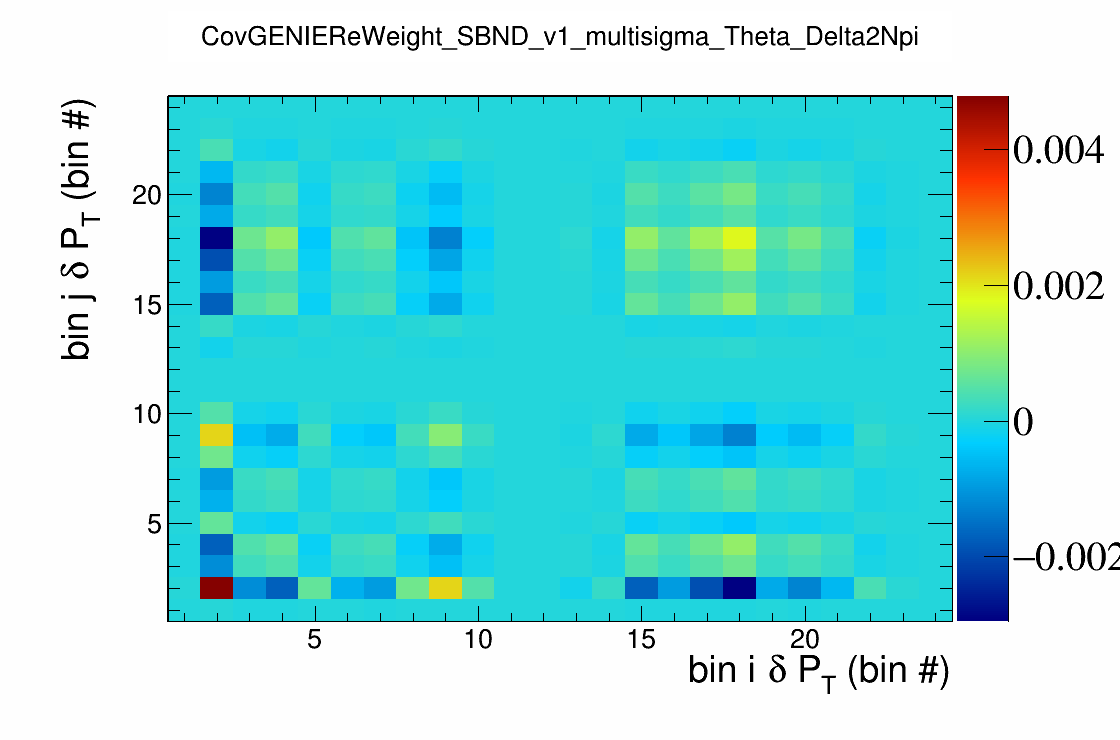 CovGENIEReWeight_SBND_v1_multisigma_Theta_Delta2Npi
bin j δ P_T (bin #)
20
15
10
5
5 10 15 20
bin i δ P_T (bin #)
0.004
0.002
0
−0.002